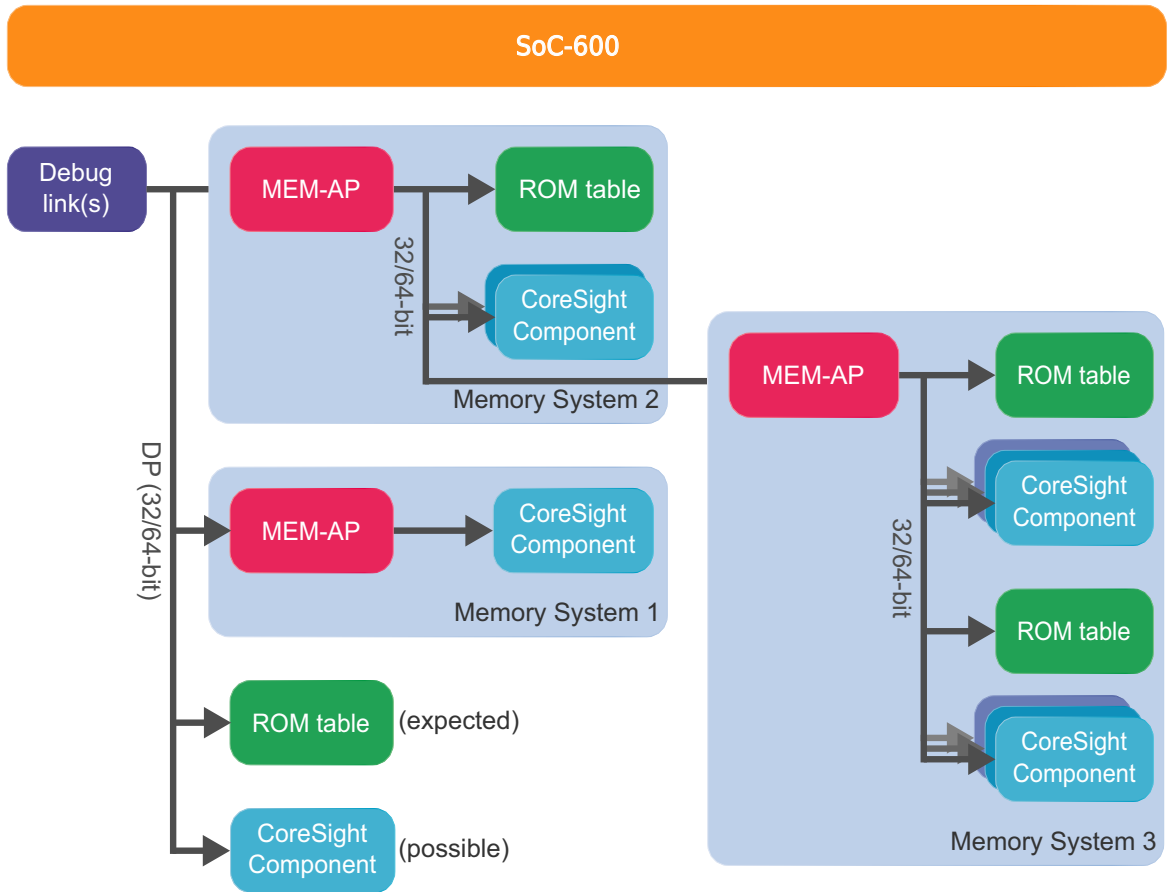 SoC-600
Debug
link(s)
MEM-AP
ROM table
32/64-bit
CoreSight
Component
Memory System 2
MEM-AP
ROM table
CoreSight
Component
32/64-bit
ROM table
CoreSight
Component
Memory System 3
DP (32/64-bit)
MEM-AP
CoreSight
Component
Memory System 1
ROM table
(expected)
CoreSight
Component
(possible)